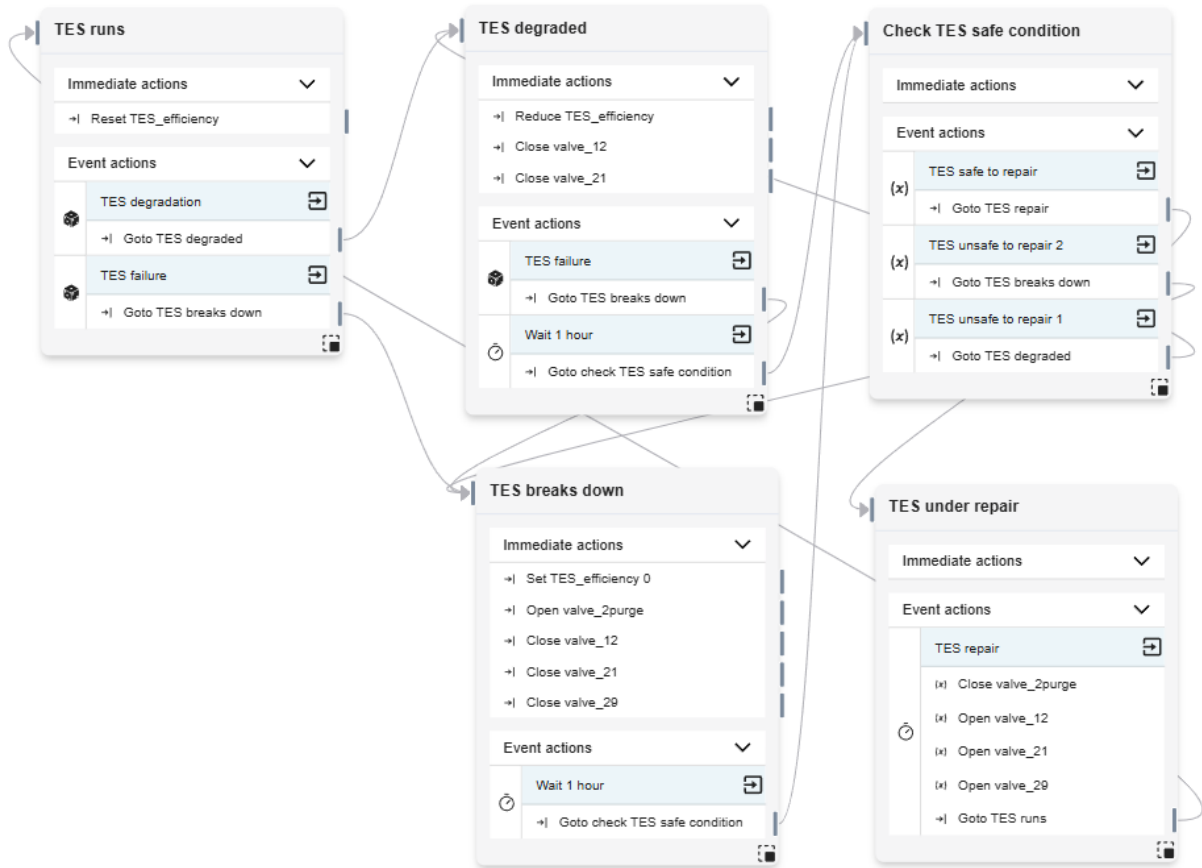 TES runs
Immediate actions
Reset TES_efficiency
Event actions
TES degradation
Goto TES degraded
TES failure
Goto TES breaks down
TES degraded
Immediate actions
Reduce TES_efficiency
Close valve_12
Close valve_21
Event actions
TES failure
Goto TES breaks down
Wait 1 hour
Goto check TES safe condition
Check TES safe condition
Immediate actions
Event actions
(x)
TES safe to repair
Goto TES repair
(x)
TES unsafe to repair 2
Goto TES breaks down
(x)
TES unsafe to repair 1
Goto TES degraded
TES breaks down
Immediate actions
Set TES_efficiency 0
Open valve_2purge
Close valve_12
Close valve_21
Close valve_29
Event actions
Wait 1 hour
Goto check TES safe condition
TES under repair
Immediate actions
Event actions
TES repair
(x) Close valve_2purge
(x) Open valve_12
(x) Open valve_21
(x) Open valve_29
Goto TES runs